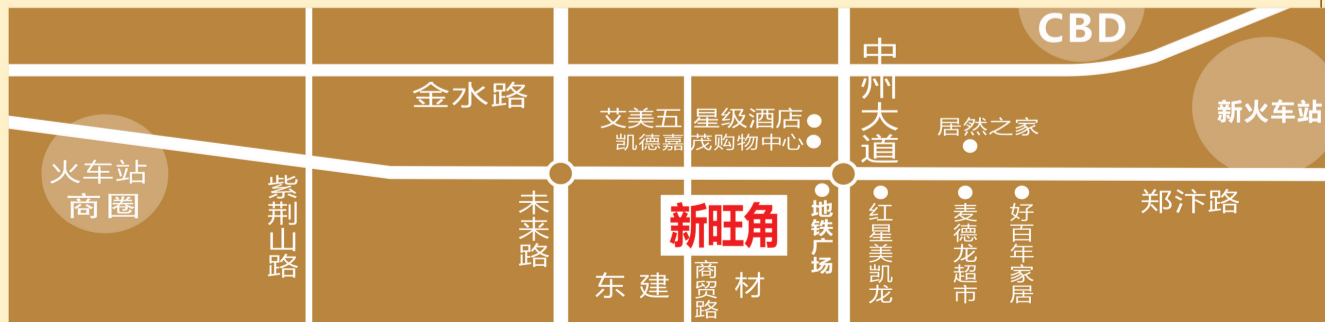 CBD
金水路
中州大道
新火车站
艾美五星级酒店
凯德嘉茂购物中心
居然之家
火车站
商圈
紫荆山路
未来路
新旺角
地铁广场
红星美凯龙
麦德龙超市
好百年家居
郑汴路
东建材
商贸路